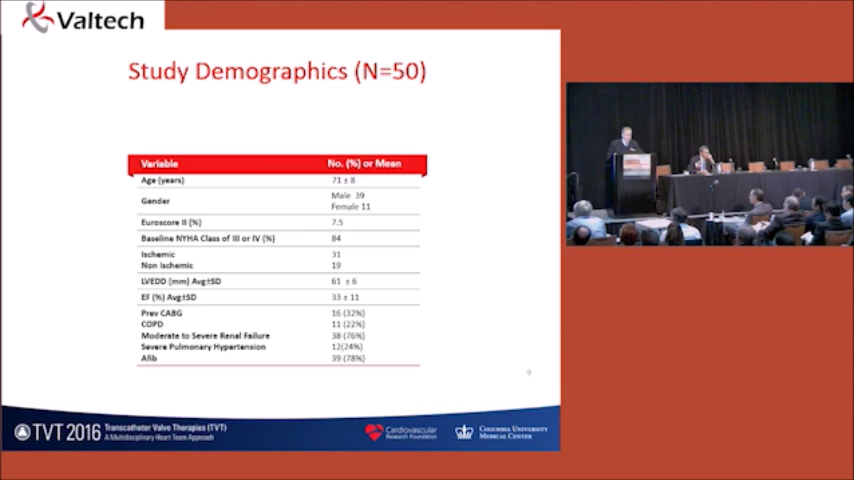 Valtech
Study Demographics (N=50)
Variable No. (%) or Mean
Age (years) 71 ± 8
Gender Male 39
Female 11
Euroscore II (%) 7.5
Baseline NYHA Class of III or IV (%) 84
Ischemic 31
Non Ischemic 19
LVEDD (mm) Avg±SD 61 ± 6
EF (%) Avg±SD 33 ± 11
Prev CABG 16 (32%)
COPD 11 (22%)
Moderate to Severe Renal Failure 38 (76%)
Severe Pulmonary Hypertension 12(24%)
Afib 39 (78%)
9
TVT 2016 Transcatheter Valve Therapies (TVT)
A Multidisciplinary Heart Team Approach
Cardiovascular
Research Foundation
Columbia University
Medical Center